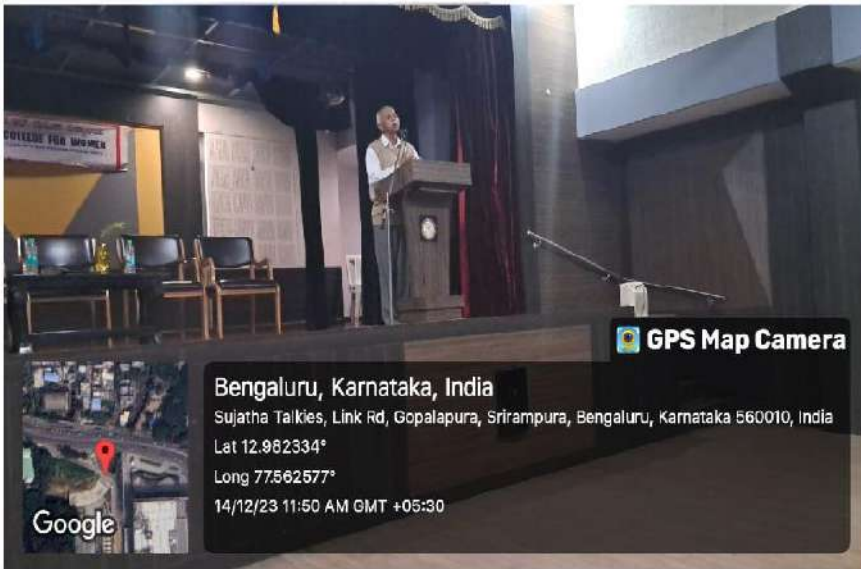 COLLEGE FOR WOMEN
GPS Map Camera
Bengaluru, Karnataka, India
Sujatha Talkies, Link Rd, Gopalapura, Srirampura, Bengaluru, Karnataka 560010, India
Lat 12.982334°
Long 77.562577°
14/12/23 11:50 AM GMT +05:30
Google